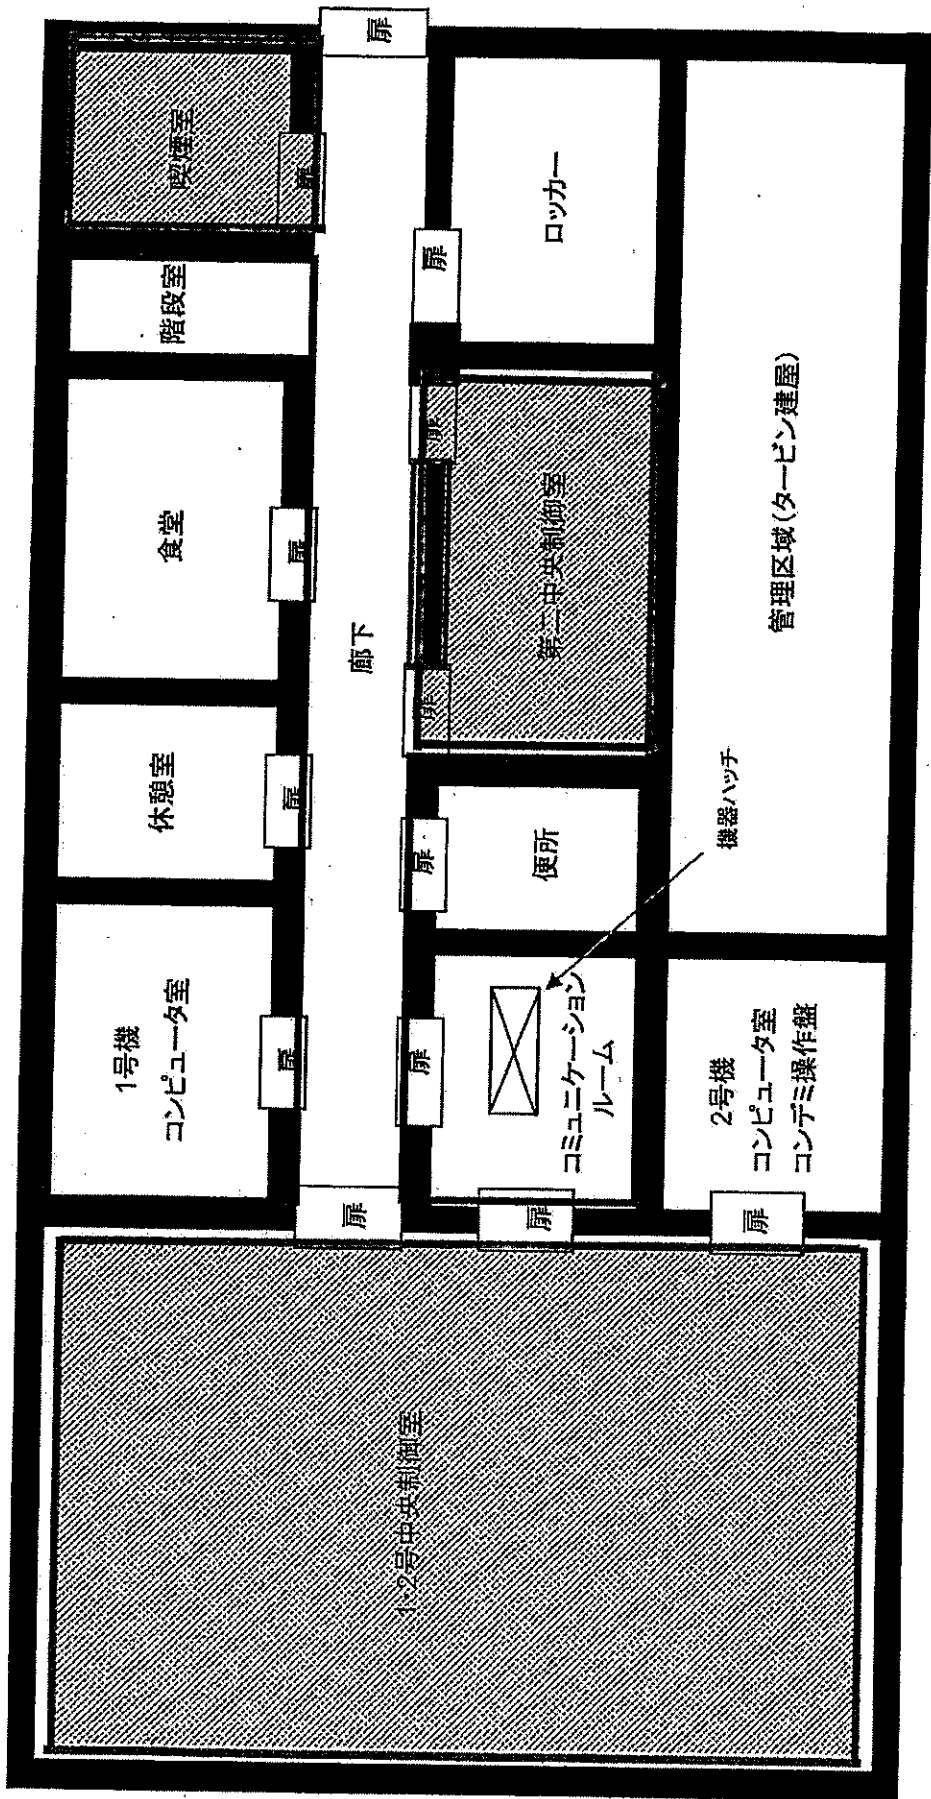 1号機
コンピュータ室
休憩室
食堂
階段室
喫煙室
扉
扉
扉
扉
扉
廊下
扉
1・2号中央制御室
扉
扉
扉
扉
扉
扉
コミュニケーション
ルーム
便所
第二中央制御室
ロッカー
機器ハッチ
扉
2号機
コンピュータ室
コンデミ操作盤
管理区域(タービン建屋)